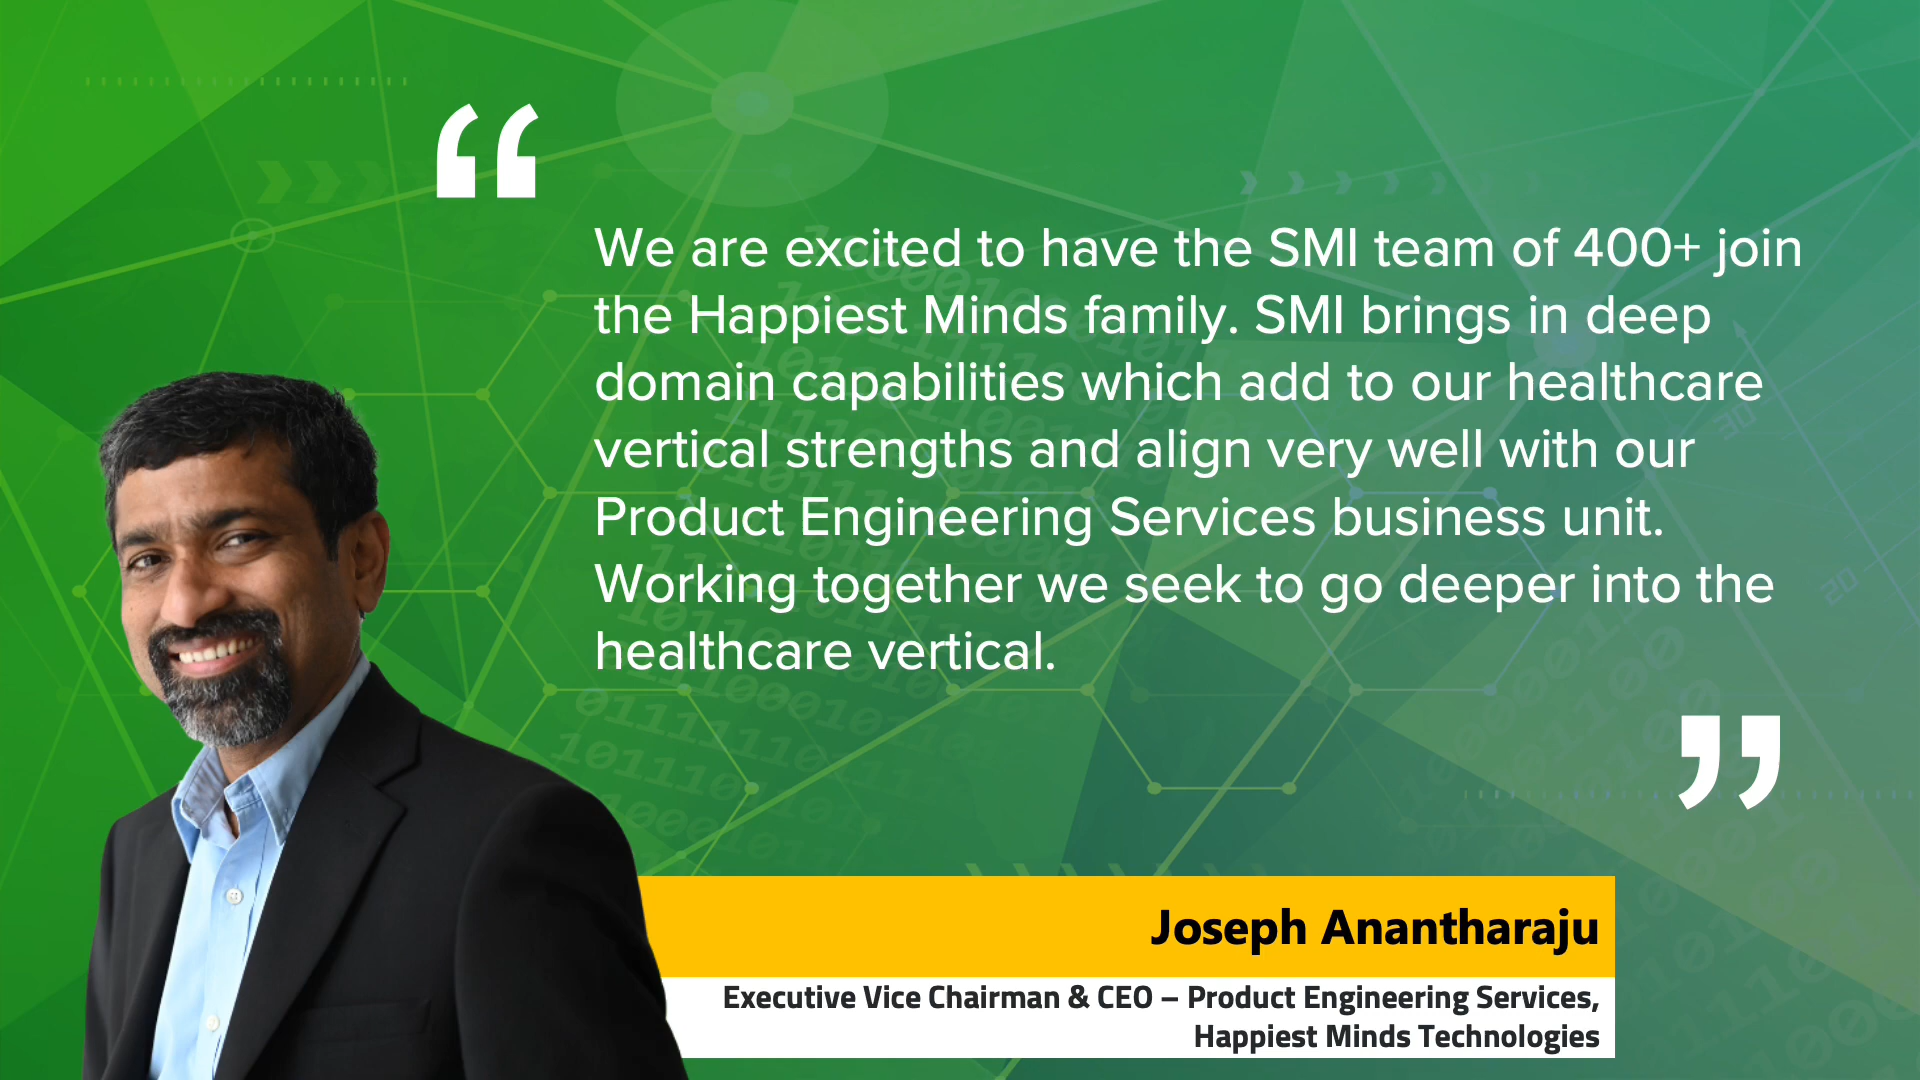 “
We are excited to have the SMI team of 400+ join
the Happiest Minds family. SMI brings in deep
domain capabilities which add to our healthcare
vertical strengths and align very well with our
Product Engineering Services business unit.
Working together we seek to go deeper into the
healthcare vertical.
”
Joseph Anantharaju
Executive Vice Chairman & CEO – Product Engineering Services,
Happiest Minds Technologies